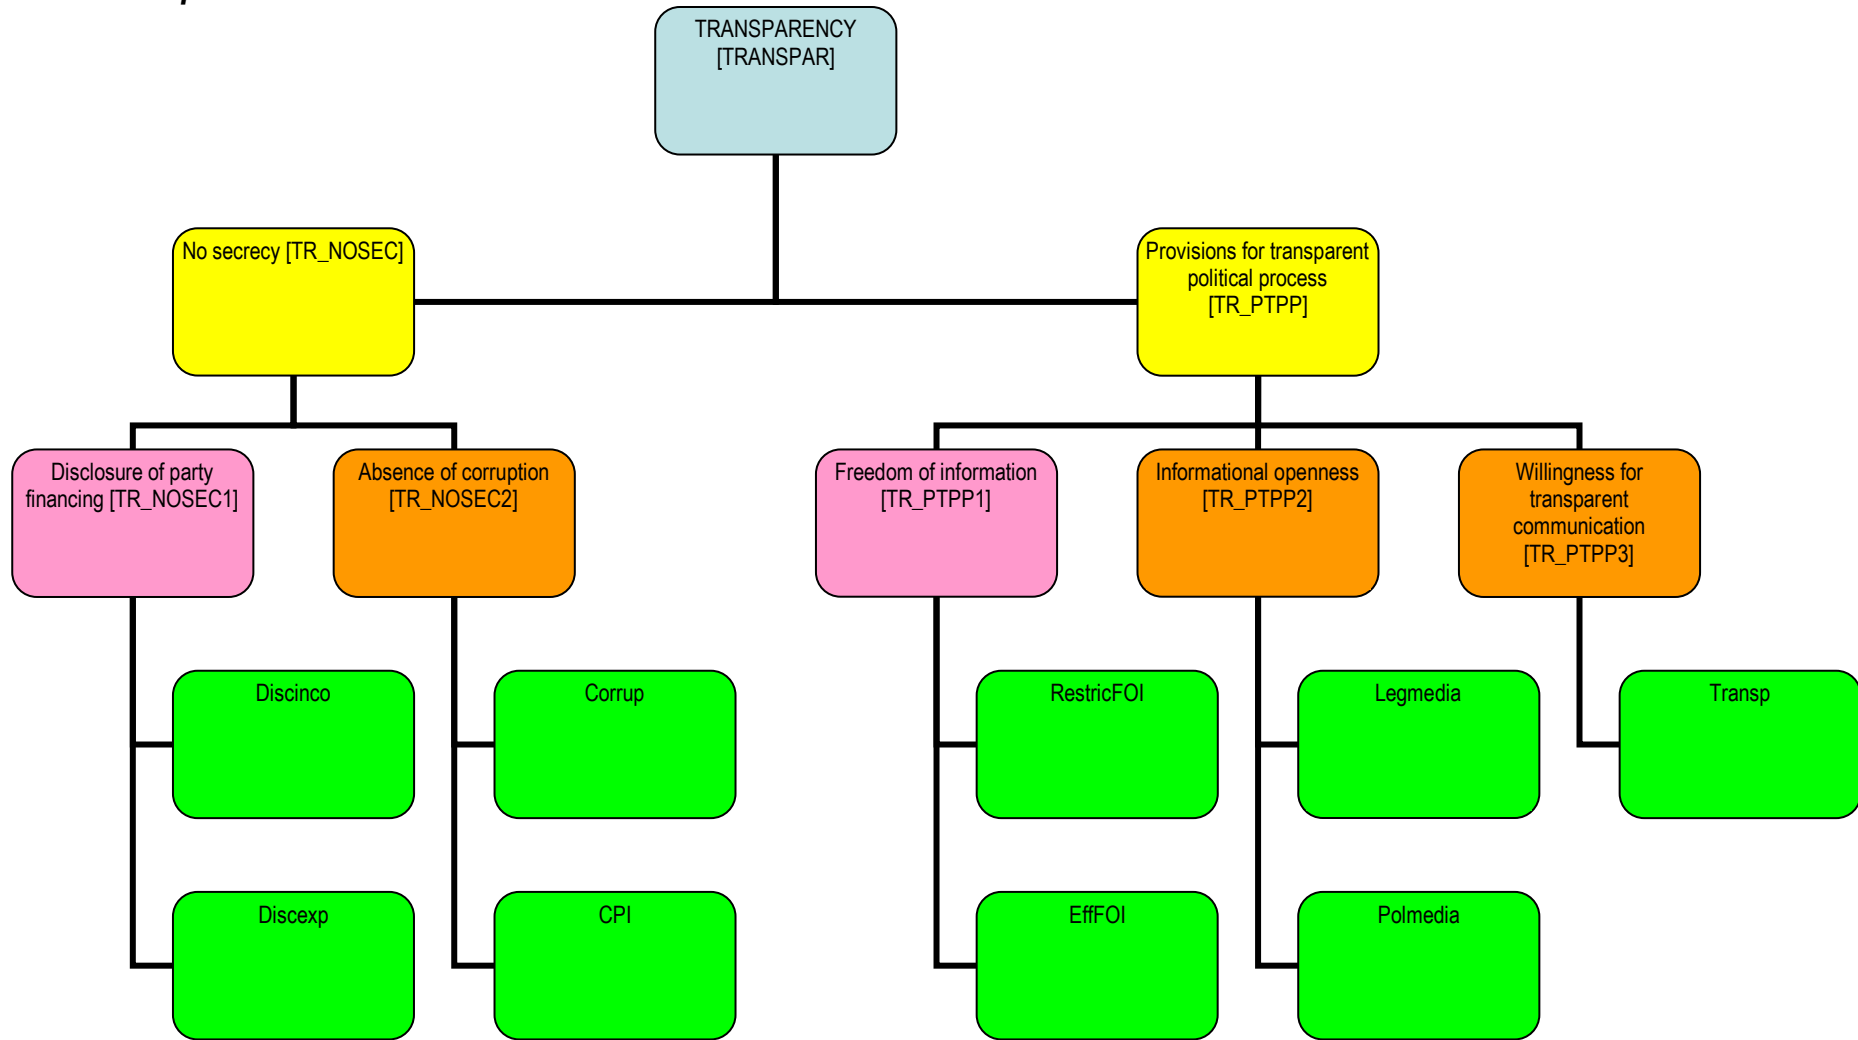 TRANSPARENCY
[TRANSPAR]
No secrecy [TR_NOSEC]
Provisions for transparent
political process
[TR_PTPP]
Disclosure of party
financing [TR_NOSEC1]
Absence of corruption
[TR_NOSEC2]
Freedom of information
[TR_PTPP1]
Informational openness
[TR_PTPP2]
Willingness for
transparent
communication
[TR_PTPP3]
Discinco
Corrup
RestricFOI
Legmedia
Transp
Discexp
CPI
EffFOI
Polmedia